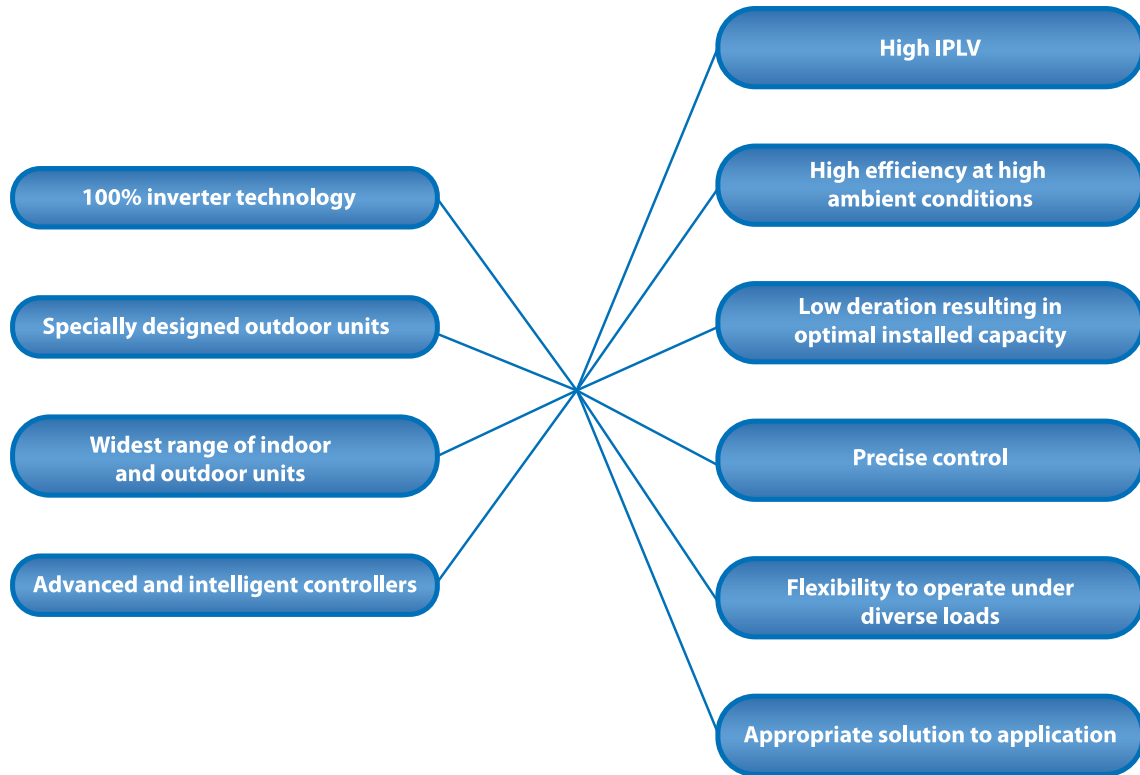 100% inverter technology
Specially designed outdoor units
Widest range of indoor
and outdoor units
Advanced and intelligent controllers
High IPLV
High efficiency at high
ambient conditions
Low deration resulting in
optimal installed capacity
Precise control
Flexibility to operate under
diverse loads
Appropriate solution to application